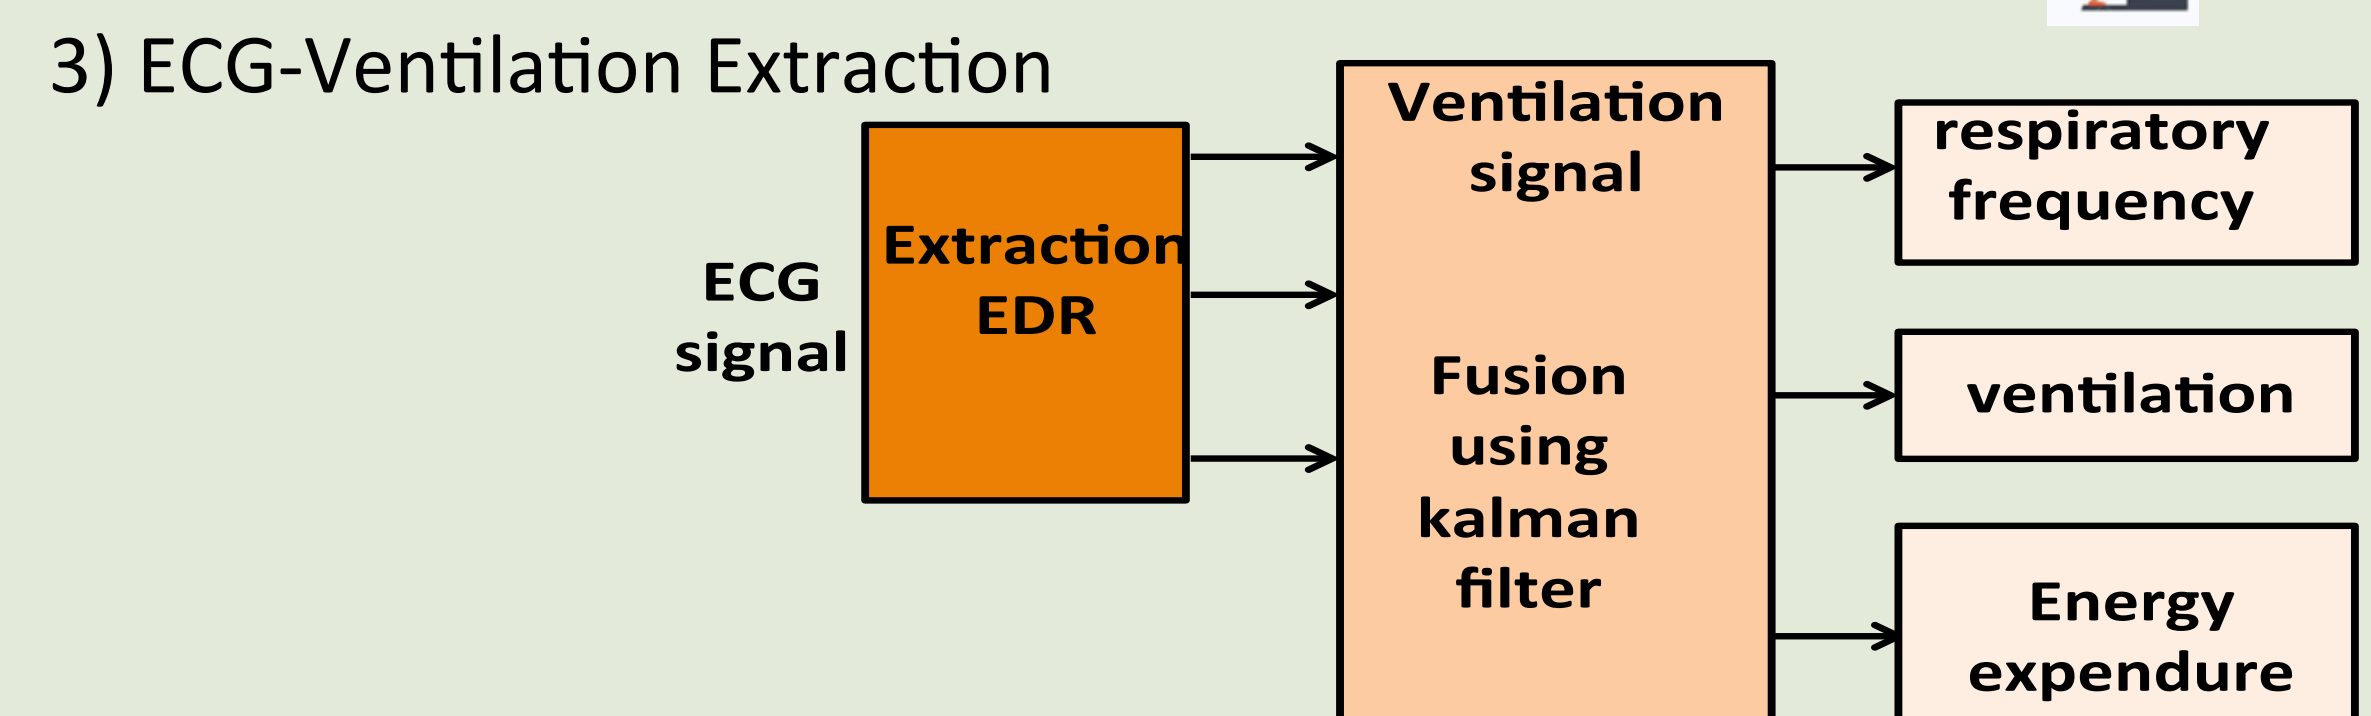 3) ECG-Ventilation Extraction
ECG
signal
Extraction
EDR
Ventilation
signal
Fusion
using
kalman
filter
respiratory
frequency
ventilation
Energy
expendure